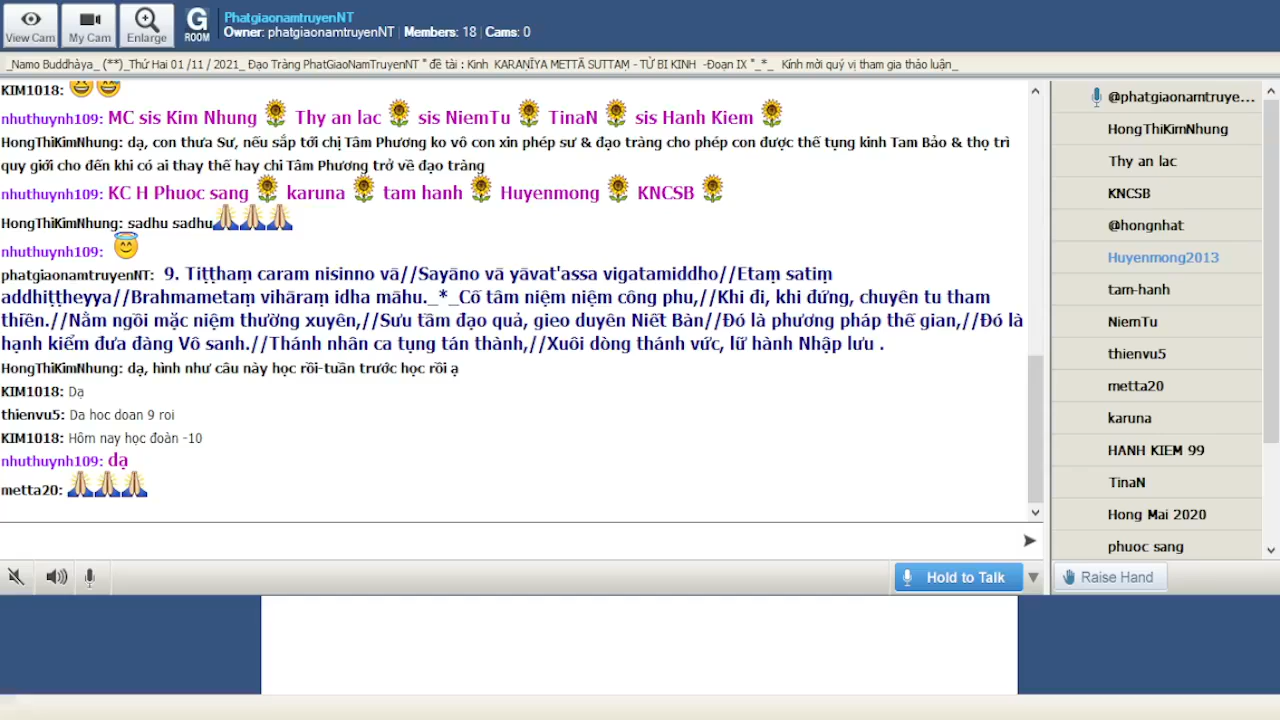 View Cam
My Cam
Enlarge
G
ROOM
PhatgiaonamtruyenNT
Owner: phatgiaonamtruyenNT | Members: 18 | Cams: 0
_Namo Buddhàya_ (**)_Thứ Hai 01 /11 / 2021_ Đạo Tràng PhatGiaoNamTruyenNT " đề tài : Kinh KARAṆĪYA METTĀ SUTTAṂ - TỪ BI KINH -Đoạn IX "_*_ Kính mời quý vị tham gia thảo luận_
KIM1018:
nhuthuynh109: MC sis Kim Nhung 🌻 Thy an lac 🌻 sis NiemTu 🌻 TinaN 🌻 sis Hanh Kiem 🌻
HongThiKimNhung: dạ, con thưa Sư, nếu sắp tới chị Tâm Phương ko vô con xin phép sư & đạo tràng cho phép con được thế tụng kinh Tam Bảo & thọ trì
quy giới cho đến khi có ai thay thế hay chi Tâm Phương trở về đạo tràng
nhuthuynh109: KC H Phuoc sang 🌻 karuna 🌻 tam hanh 🌻 Huyenmong 🌻 KNCSB 🌻
HongThiKimNhung: sadhu sadhu
nhuthuynh109:
phatgiaonamtruyenNT: 9. Tiṭṭhaṃ caram nisinno vā//Sayāno vā yāvat'assa vigatamiddho//Etaṃ satiṃ
addhiṭṭheyya//Brahmametaṃ vihāraṃ idha māhu._*_Cố tâm niệm niệm công phu,//Khi đi, khi đứng, chuyên tu tham
thiền.//Nằm ngồi mặc niệm thường xuyên,//Sưu tầm đạo quả, gieo duyên Niết Bàn//Đó là phương pháp thế gian,//Đó là
hạnh kiểm đưa đàng Vô sanh.//Thánh nhân ca tụng tán thành,//Xuôi dòng thánh vức, lữ hành Nhập lưu .
HongThiKimNhung: dạ, hình như câu này học rồi-tuần trước học rồi ạ
KIM1018: Dạ
thienvu5: Da hoc doan 9 roi
KIM1018: Hôm nay học đoàn -10
nhuthuynh109: dạ
metta20:
Hold to Talk
@phatgiaonamtruye...
HongThiKimNhung
Thy an lac
KNCSB
@hongnhat
Huyenmong2013
tam-hanh
NiemTu
thienvu5
metta20
karuna
HANH KIEM 99
TinaN
Hong Mai 2020
phuoc sang
Raise Hand